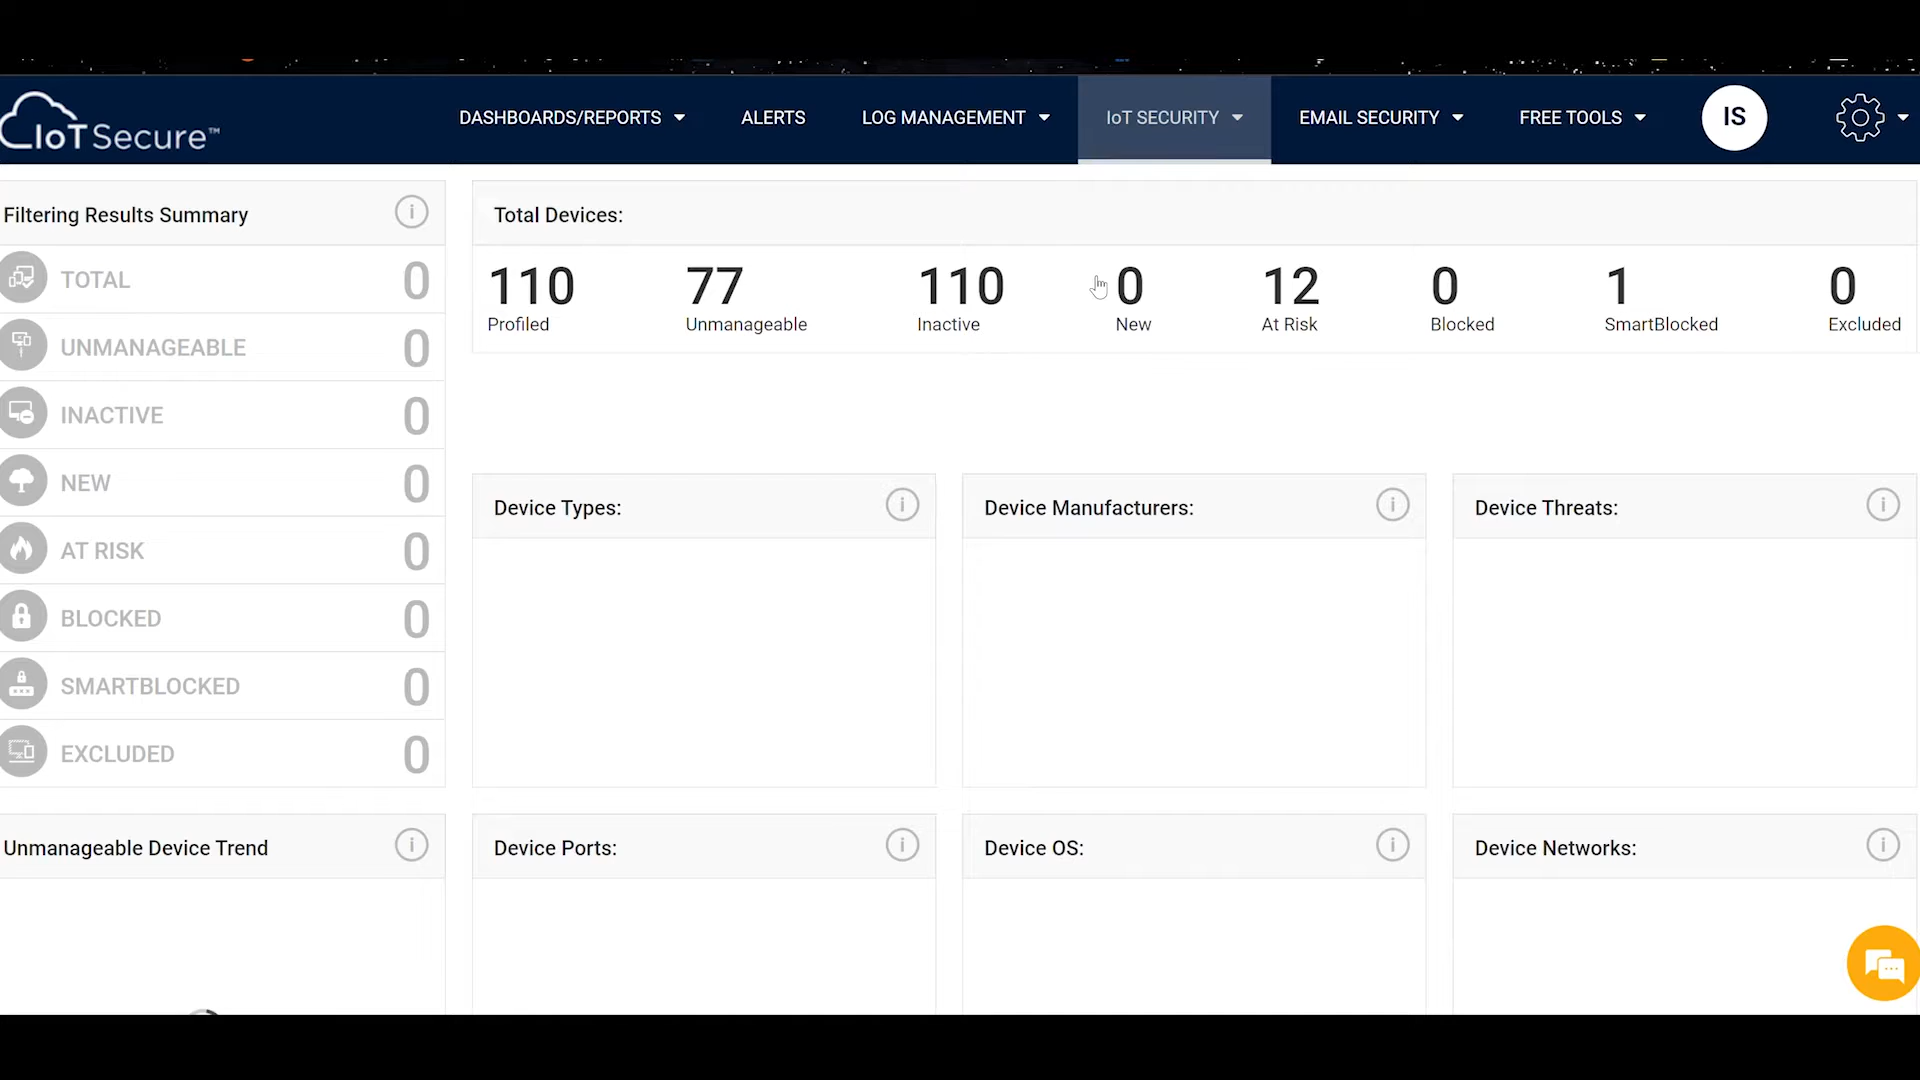 IoTSecure™
DASHBOARDS/REPORTS
ALERTS
LOG MANAGEMENT
IoT SECURITY
EMAIL SECURITY
FREE TOOLS
IS
Filtering Results Summary
TOTAL 0
UNMANAGEABLE 0
INACTIVE 0
NEW 0
AT RISK 0
BLOCKED 0
SMARTBLOCKED 0
EXCLUDED 0
Total Devices:
110 77 110 0 12 0 1 0
Profiled Unmanageable Inactive New At Risk Blocked SmartBlocked Excluded
Device Types:
Device Manufacturers:
Device Threats:
Unmanageable Device Trend
Device Ports:
Device OS:
Device Networks: